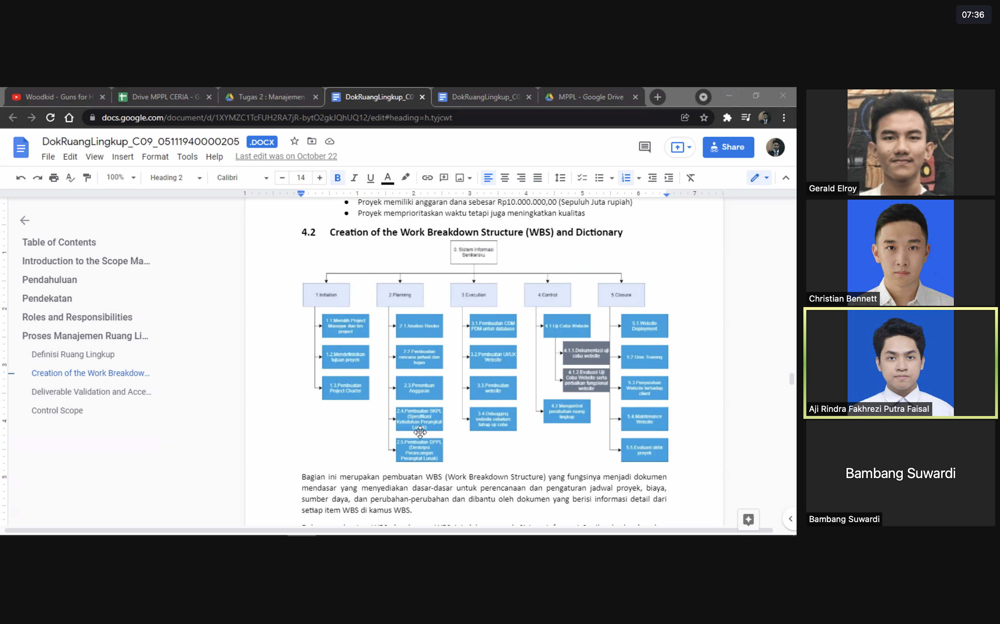 07:36
Woodkid - Guns for H
Drive MPPL CERIA - G
Tugas 2 : Manajemen
DokRuangLingkup_C0
DokRuangLingkup_C0
MPPL - Google Drive
docs.google.com/document/d/1XYMZC1TcFUH2RA7jR-bytO2gkJQhUQ12/edit#heading=h.tyjcwt
DokRuangLingkup_C09_05111940000205
.DOCX
File Edit View Insert Format Tools Help Last edit was on October 22
Share
100% Heading 2 Calibri 14
B I U A
1 1 2 3 4 5 6 7
1
2
3
4
5
Table of Contents
Introduction to the Scope Ma...
Pendahuluan
Pendekatan
Roles and Responsibilities
Proses Manajemen Ruang Li...
Definisi Ruang Lingkup
Creation of the Work Breakdow...
Deliverable Validation and Acce...
Control Scope
● Proyek memiliki anggaran dana sebesar Rp10.000.000,00 (Sepuluh Juta rupiah)
● Proyek memprioritaskan waktu tetapi juga meningkatkan kualitas
4.2 Creation of the Work Breakdown Structure (WBS) and Dictionary
0. Sistem Informasi
Senikersku
1 Initiation
2 Planning
3 Execution
4 Control
5 Closure
1.1.Memilih Project
Manager dan tim
project
1.2.Mendefinisikan
tujuan proyek
1.3.Pembuatan
Project Charter
2.1.Analisis Resiko
2.2.Pembuatan
rencana jadwal dan
tugas
2.3.Penentuan
Anggaran
2.4.Pembuatan SKPL
(Spesifikasi
Kebutuhan Perangkat
Lunak)
2.5.Pembuatan DPPL
(Deskripsi
Perancangan
Perangkat Lunak)
3.1.Pembuatan CDM
PDM untuk database
3.2.Pembuatan UI/UX
Website
3.3.Pembuatan
website
3.4.Debugging
website sebelum
tahap uji coba
4.1 Uji Coba Website
4.1.1.Dokumentasi uji
coba website
4.1.2.Evaluasi Uji
Coba Website serta
perbaikan fungsional
website
4.2.Mengontrol
perubahan ruang
lingkup
5.1.Website
Deployment
5.2.User Training
5.3.Penyerahan
Website terhadap
client
5.4.Maintenance
Website
5.5.Evaluasi akhir
proyek
Bagian ini merupakan pembuatan WBS (Work Breakdown Structure) yang fungsinya menjadi dokumen
mendasar yang menyediakan dasar-dasar untuk perencanaan dan pengaturan jadwal proyek, biaya,
sumber daya, dan perubahan-perubahan dan dibantu oleh dokumen yang berisi informasi detail dari
setiap item WBS di kamus WBS.
Gerald Elroy
Christian Bennett
Aji Rindra Fakhrezi Putra Faisal
Bambang Suwardi
Bambang Suwardi